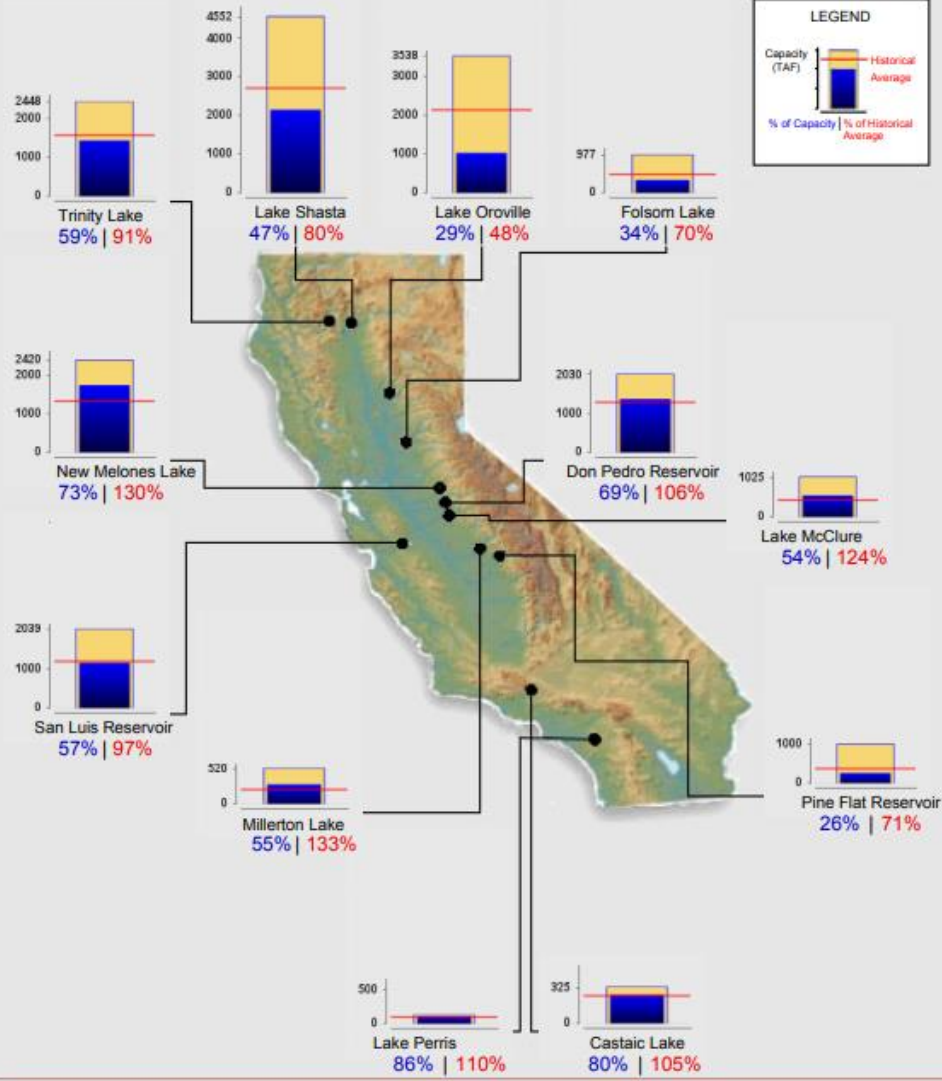 LEGEND
Capacity
(TAF)
Historical
Average
% of Capacity | % of Historical
Average
2448
2000
1000
0
Trinity Lake
59% | 91%
4552
4000
3000
2000
1000
0
Lake Shasta
47% | 80%
3538
3000
2000
1000
0
Lake Oroville
29% | 48%
977
0
Folsom Lake
34% | 70%
2420
2000
1000
0
New Melones Lake
73% | 130%
2030
1000
0
Don Pedro Reservoir
69% | 106%
1025
0
Lake McClure
54% | 124%
2039
1000
0
San Luis Reservoir
57% | 97%
520
0
Millerton Lake
55% | 133%
1000
0
Pine Flat Reservoir
26% | 71%
500
0
Lake Perris
86% | 110%
325
0
Castaic Lake
80% | 105%